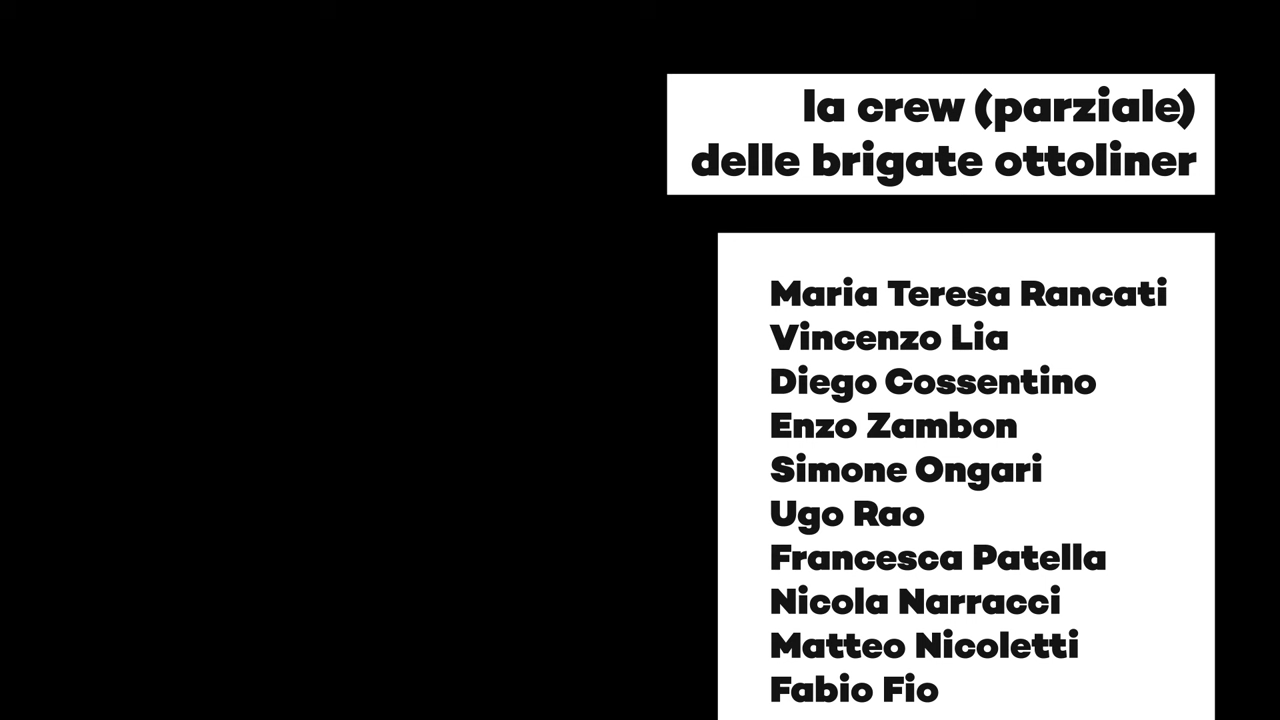 la crew (parziale)
delle brigate ottoliner
Maria Teresa Rancati
Vincenzo Lia
Diego Cossentino
Enzo Zambon
Simone Ongari
Ugo Rao
Francesca Patella
Nicola Narracci
Matteo Nicoletti
Fabio Fio